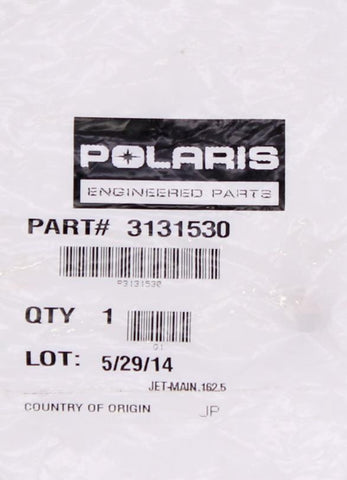 POLARIS
ENGINEERED PARTS
PART# 3131530
P3131530
QTY 1
01
LOT: 5/29/14
JET-MAIN,162.5
COUNTRY OF ORIGIN JP